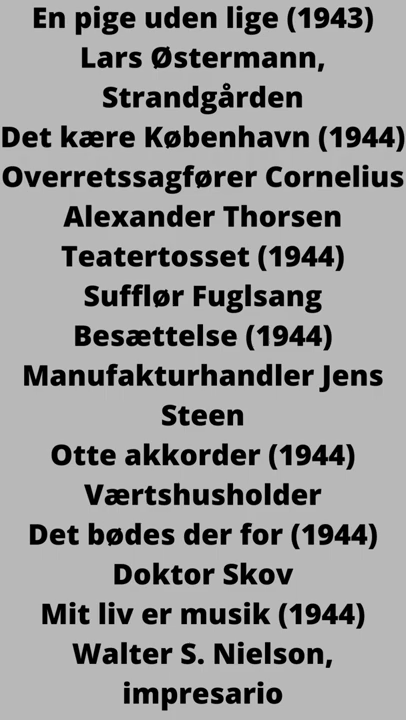 En pige uden lige (1943)
Lars Østermann,
Strandgården
Det kære København (1944)
Overretssagfører Cornelius
Alexander Thorsen
Teatertosset (1944)
Sufflør Fuglsang
Besættelse (1944)
Manufakturhandler Jens
Steen
Otte akkorder (1944)
Værtshusholder
Det bødes der for (1944)
Doktor Skov
Mit liv er musik (1944)
Walter S. Nielson,
impresario